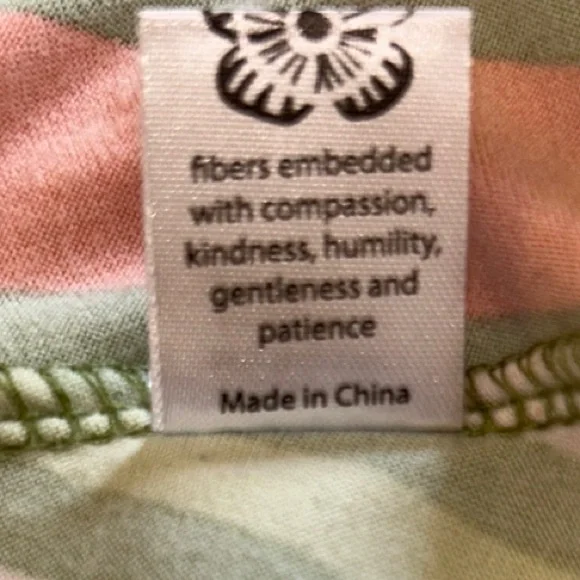 fibers embedded
with compassion,
kindness, humility,
gentleness and
patience
Made in China